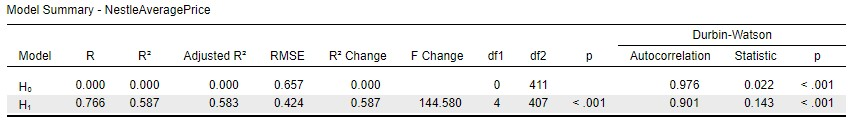 Model Summary - NestleAveragePrice
Durbin-Watson
Model R R² Adjusted R² RMSE R² Change F Change df1 df2 p Autocorrelation Statistic p
H₀ 0.000 0.000 0.000 0.657 0.000 0 411 0.976 0.022 < .001
H₁ 0.766 0.587 0.583 0.424 0.587 144.580 4 407 < .001 0.901 0.143 < .001